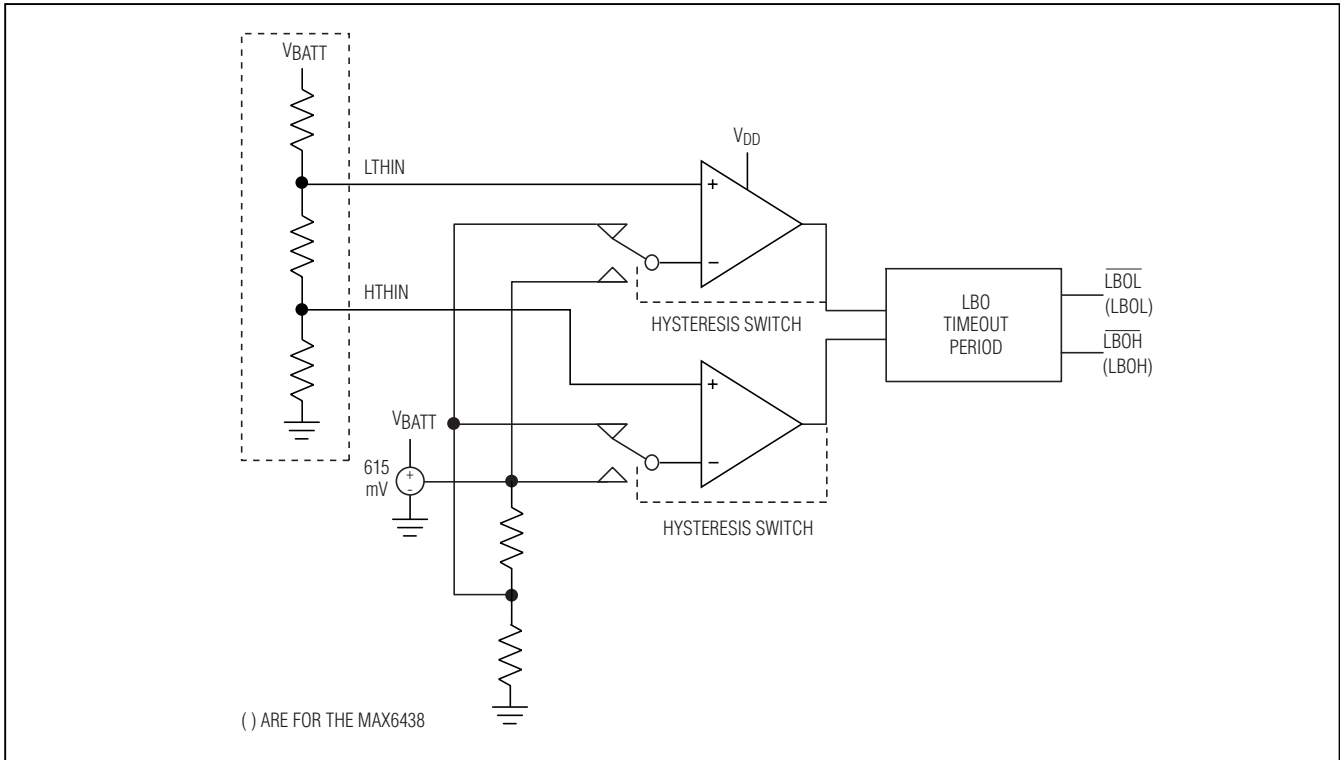 VBATT
LTHIN
VDD
+
−
HYSTERESIS SWITCH
HTHIN
LBO
TIMEOUT
PERIOD
LBOL
(LBOL)
LBOH
(LBOH)
+
−
HYSTERESIS SWITCH
VBATT
615
mV
+
-
( ) ARE FOR THE MAX6438